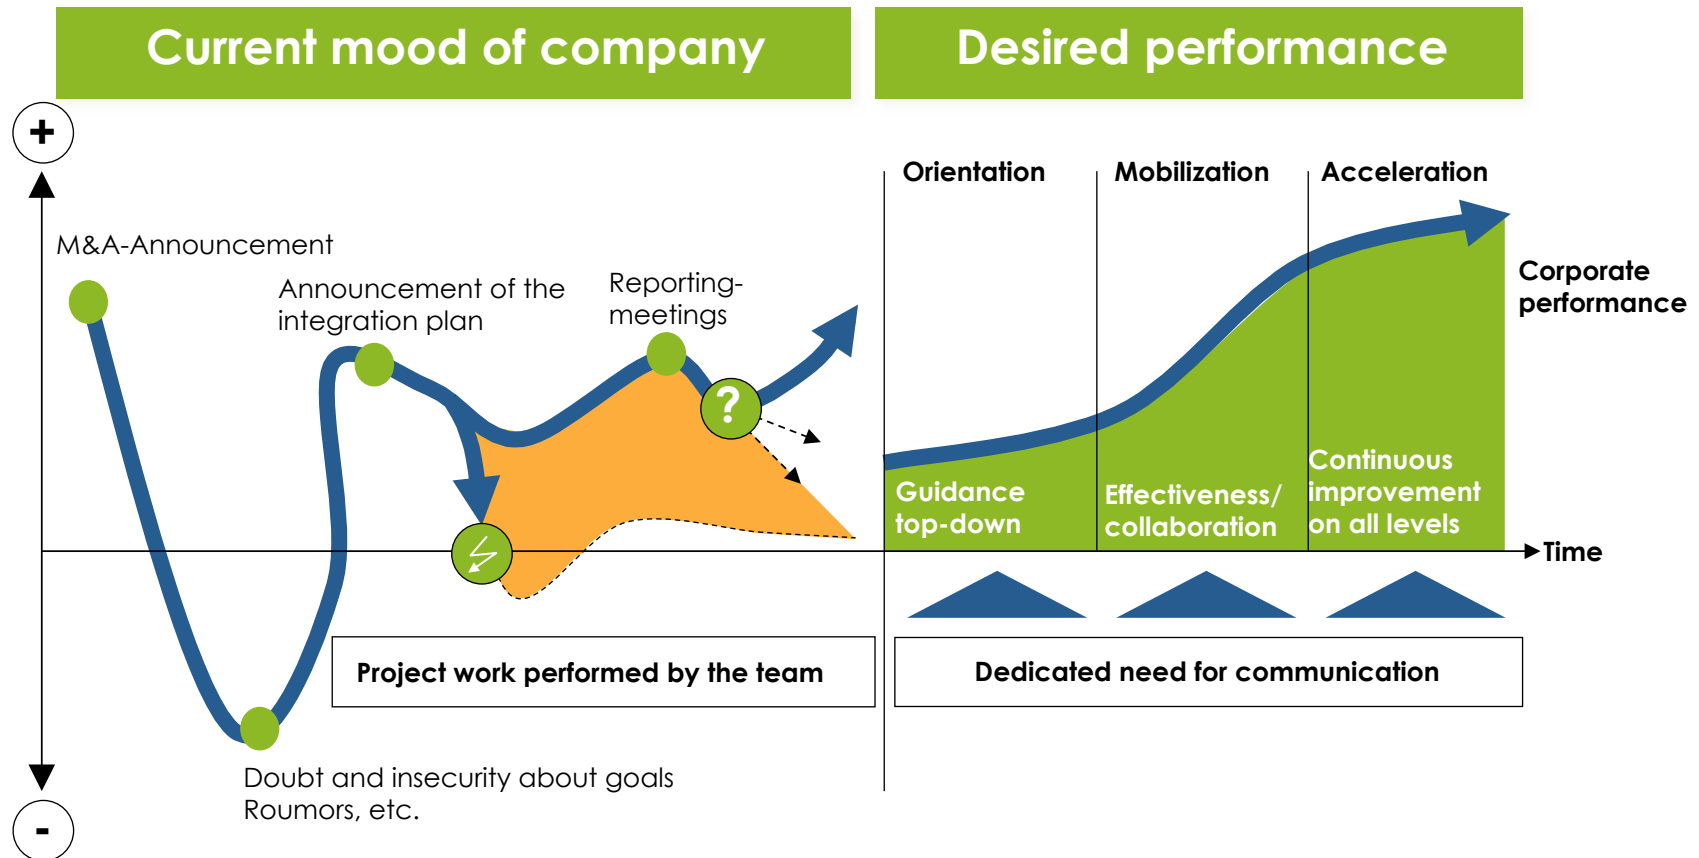 Current mood of company
Desired performance
+
Orientation
Mobilization
Acceleration
M&A-Announcement
Announcement of the
integration plan
Reporting-
meetings
Corporate
performance
?
Guidance
top-down
Effectiveness/
collaboration
Continuous
improvement
on all levels
Time
Project work performed by the team
Dedicated need for communication
Doubt and insecurity about goals
Roumors, etc.
-